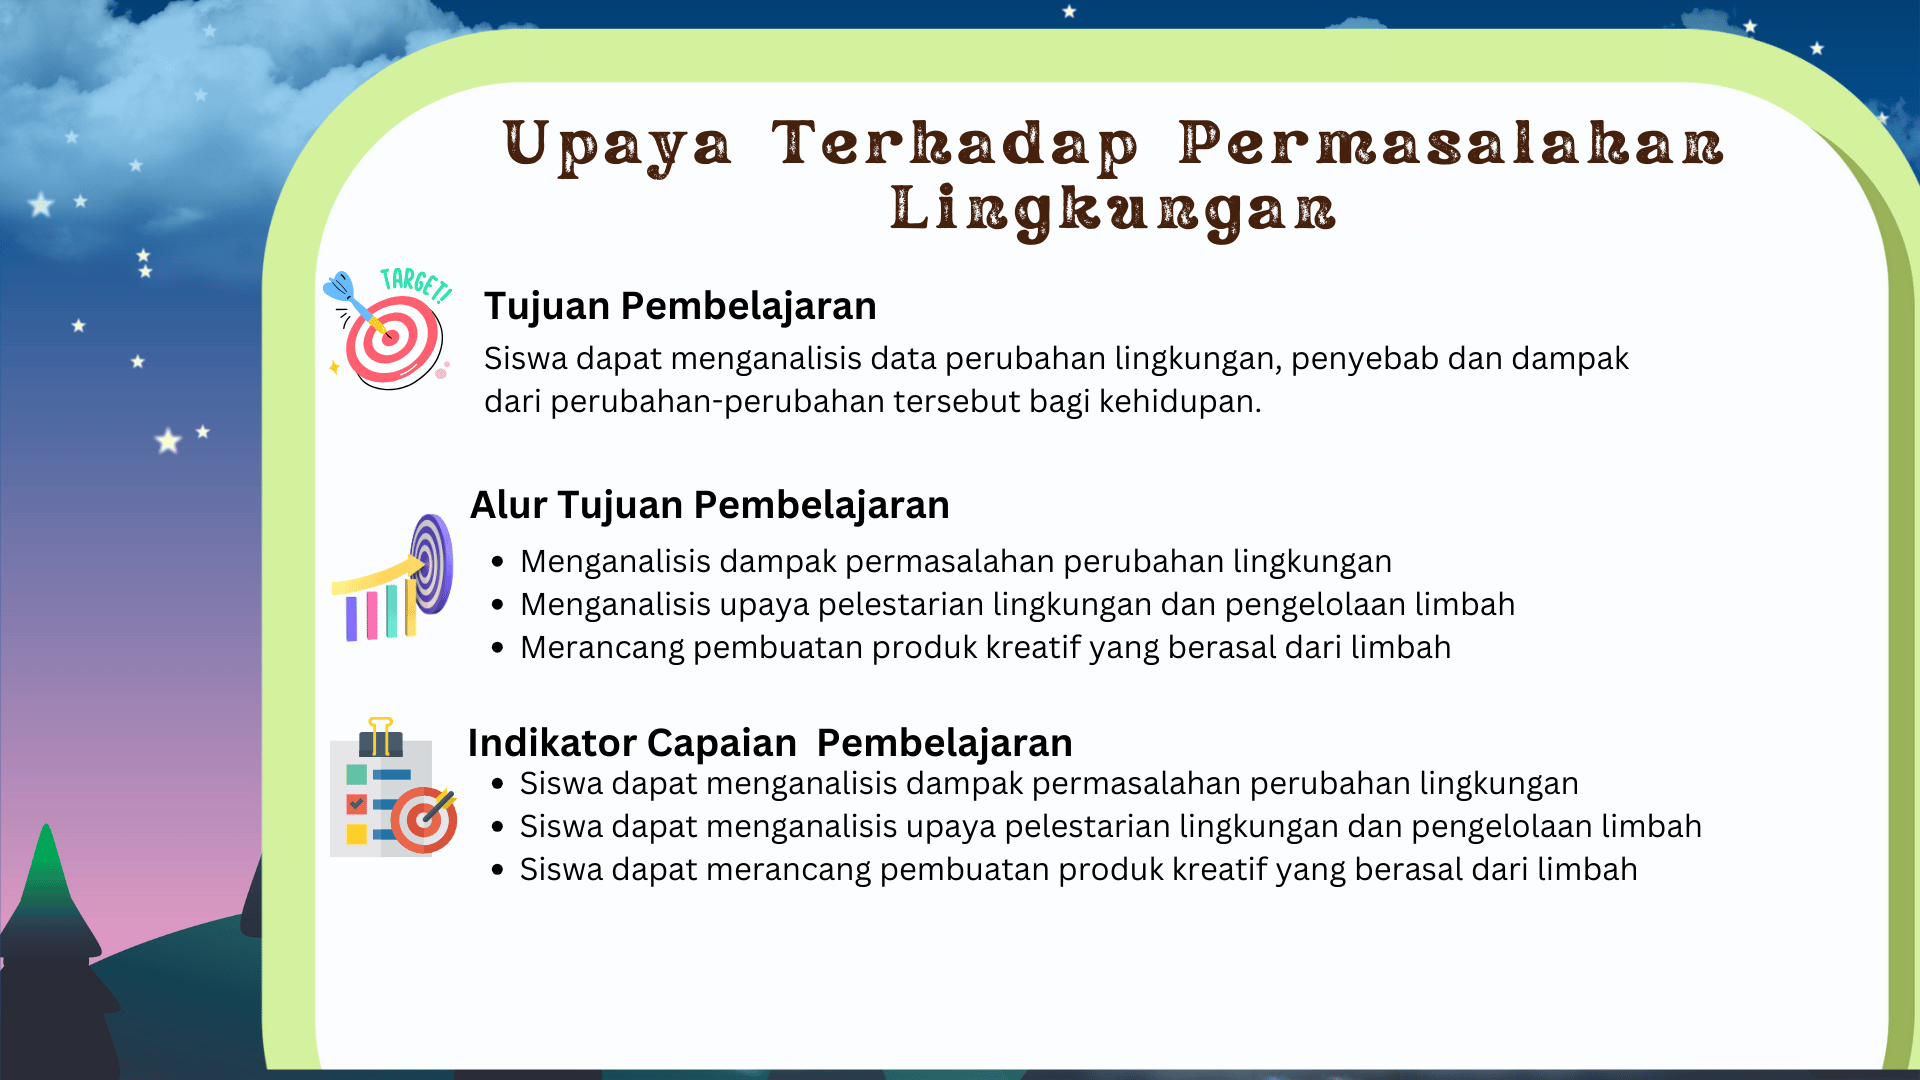 Upaya Terhadap Permasalahan
Lingkungan
TARGET!
Tujuan Pembelajaran
Siswa dapat menganalisis data perubahan lingkungan, penyebab dan dampak
dari perubahan-perubahan tersebut bagi kehidupan.
Alur Tujuan Pembelajaran
• Menganalisis dampak permasalahan perubahan lingkungan
• Menganalisis upaya pelestarian lingkungan dan pengelolaan limbah
• Merancang pembuatan produk kreatif yang berasal dari limbah
Indikator Capaian  Pembelajaran
• Siswa dapat menganalisis dampak permasalahan perubahan lingkungan
• Siswa dapat menganalisis upaya pelestarian lingkungan dan pengelolaan limbah
• Siswa dapat merancang pembuatan produk kreatif yang berasal dari limbah